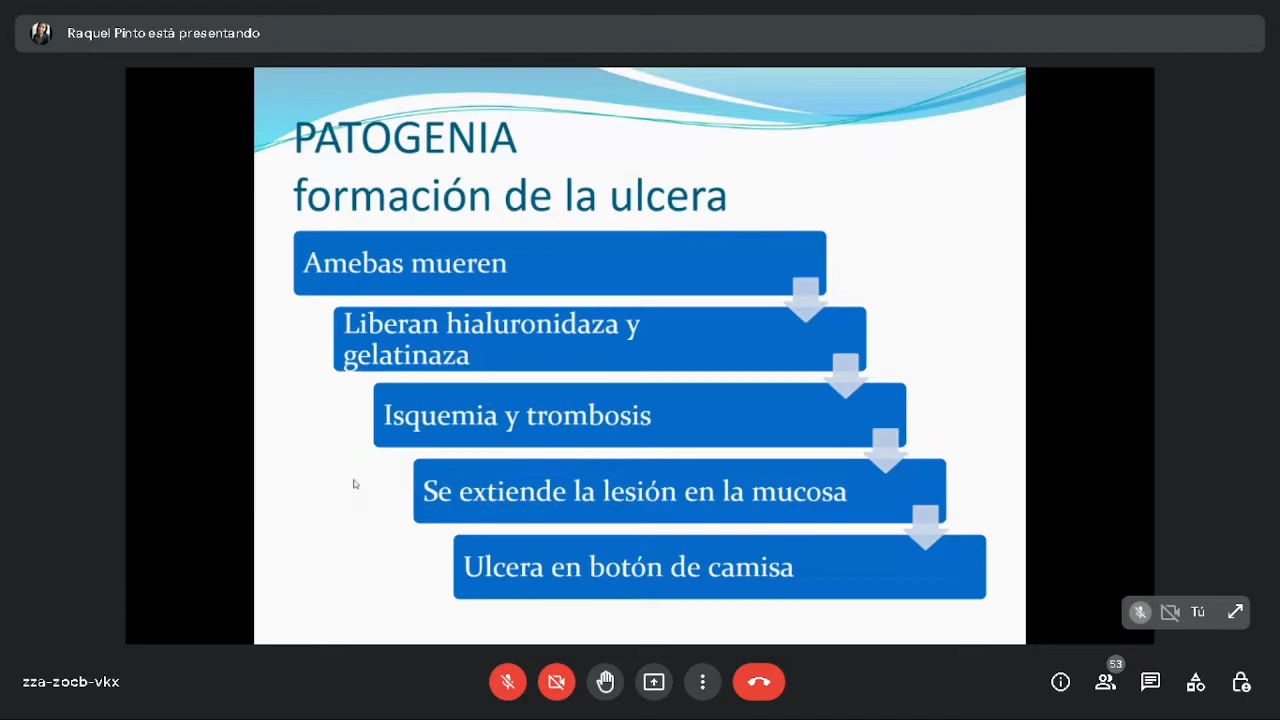 Raquel Pinto está presentando
PATOGENIA
formación de la ulcera
Amebas mueren
Liberan hialuronidaza y
gelatinaza
Isquemia y trombosis
Se extiende la lesión en la mucosa
Ulcera en botón de camisa
Tú
53
zza-zocb-vkx